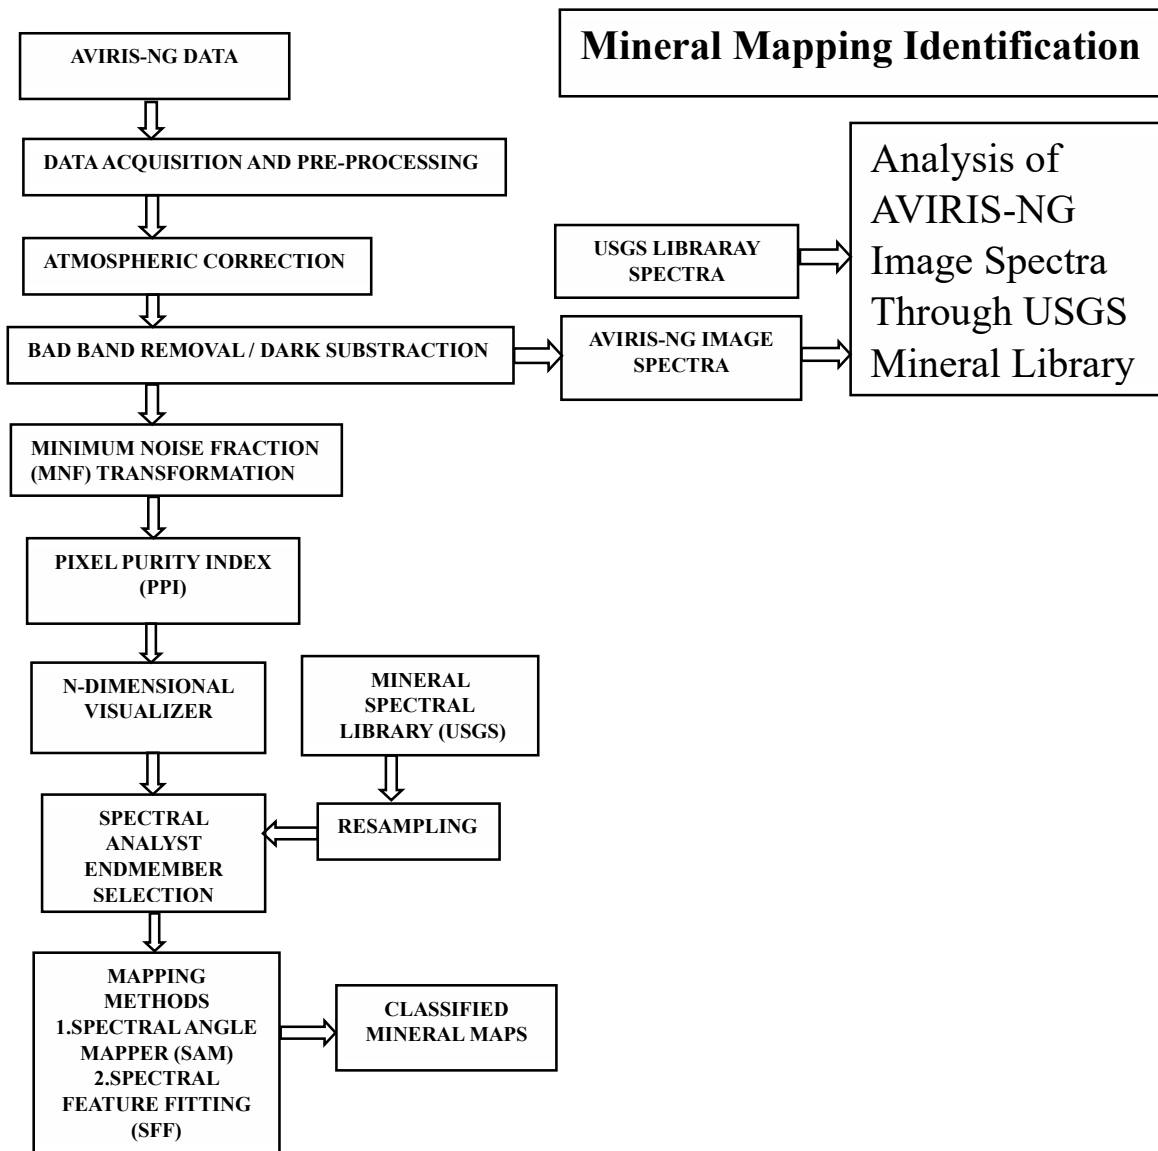 Mineral Mapping Identification
AVIRIS-NG DATA
DATA ACQUISITION AND PRE-PROCESSING
ATMOSPHERIC CORRECTION
BAD BAND REMOVAL / DARK SUBSTRACTION
USGS LIBRARAY
SPECTRA
AVIRIS-NG IMAGE
SPECTRA
Analysis of
AVIRIS-NG
Image Spectra
Through USGS
Mineral Library
MINIMUM NOISE FRACTION
(MNF) TRANSFORMATION
PIXEL PURITY INDEX
(PPI)
N-DIMENSIONAL
VISUALIZER
MINERAL
SPECTRAL
LIBRARY (USGS)
RESAMPLING
SPECTRAL
ANALYST
ENDMEMBER
SELECTION
MAPPING
METHODS
1.SPECTRAL ANGLE
MAPPER (SAM)
2.SPECTRAL
FEATURE FITTING
(SFF)
CLASSIFIED
MINERAL MAPS